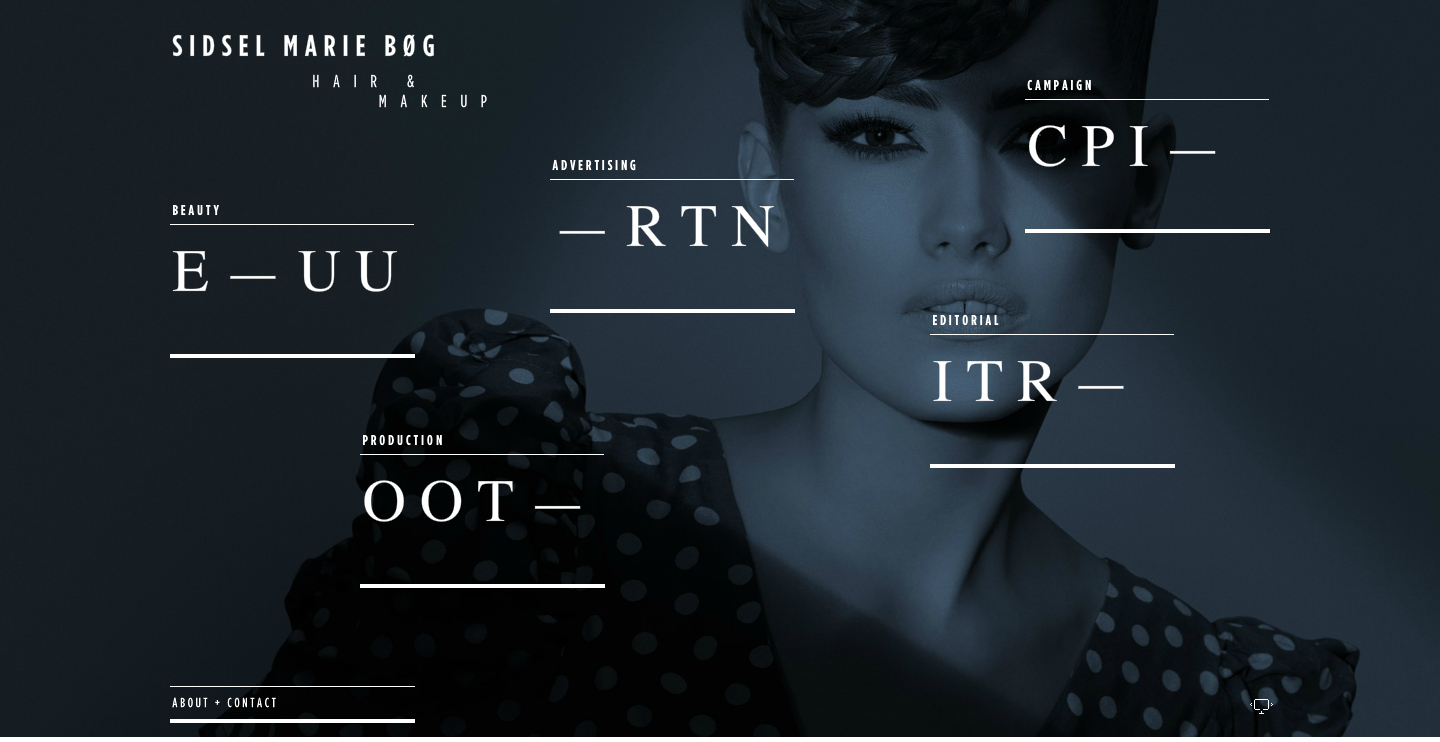 SIDSEL MARIE BØG
HAIR &
MAKEUP
CAMPAIGN
CPI—
ADVERTISING
—RTN
BEAUTY
E—UU
EDITORIAL
ITR—
PRODUCTION
OOT—
ABOUT + CONTACT